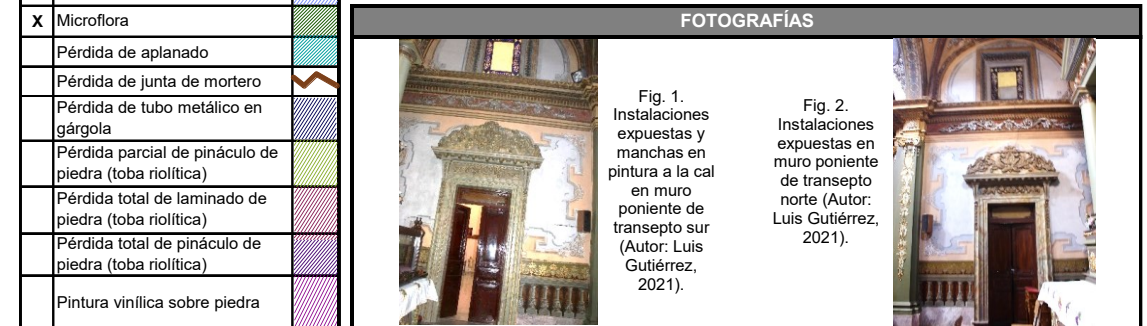 X Microflora
Pérdida de aplanado
Pérdida de junta de mortero
Pérdida de tubo metálico en
gárgola
Pérdida parcial de pináculo de
piedra (toba riolítica)
Pérdida total de laminado de
piedra (toba riolítica)
Pérdida total de pináculo de
piedra (toba riolítica)
Pintura vinílica sobre piedra
FOTOGRAFÍAS
Fig. 1.
Instalaciones
expuestas y
manchas en
pintura a la cal
en muro
poniente de
transepto sur
(Autor: Luis
Gutiérrez,
2021).
Fig. 2.
Instalaciones
expuestas en
muro poniente
de transepto
norte (Autor:
Luis Gutiérrez,
2021).